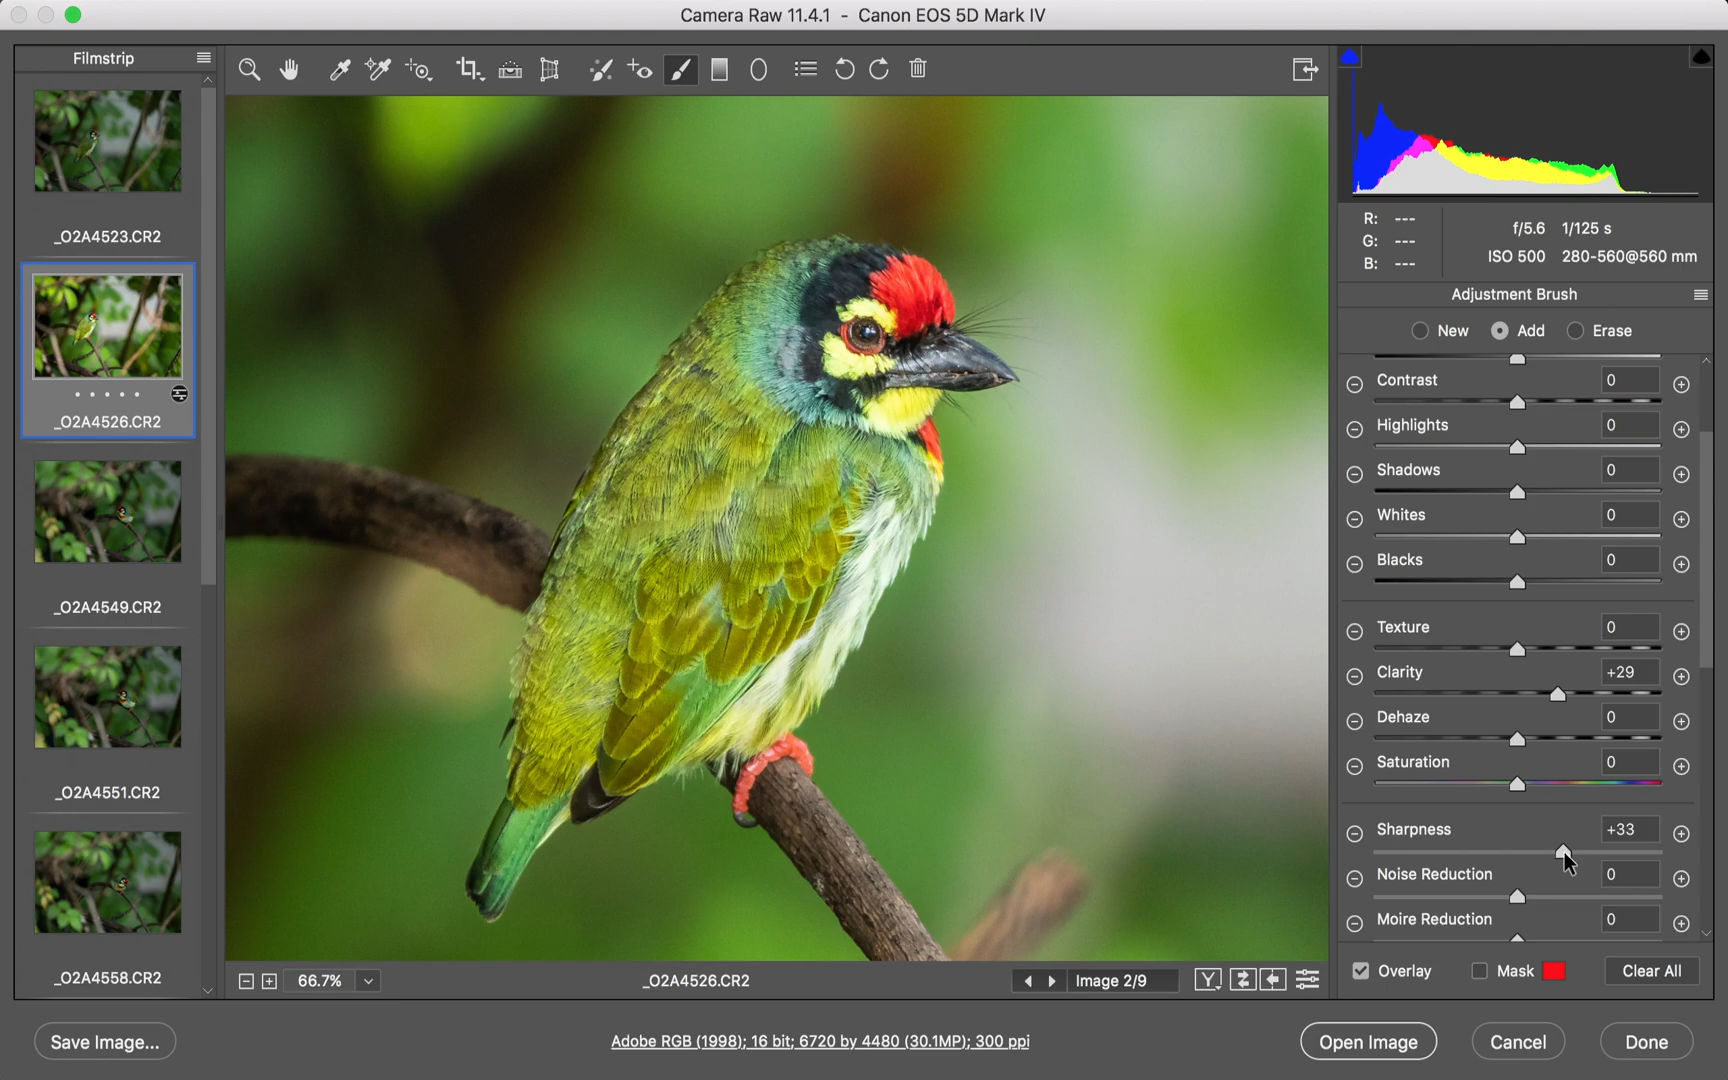 Camera Raw 11.4.1 - Canon EOS 5D Mark IV
Filmstrip
_O2A4523.CR2
_O2A4526.CR2
_O2A4549.CR2
_O2A4551.CR2
_O2A4558.CR2
66.7%
_O2A4526.CR2
Image 2/9
Y
R: ---
G: ---
B: ---
f/5.6 1/125 s
ISO 500 280-560@560 mm
Adjustment Brush
New Add Erase
Contrast 0
Highlights 0
Shadows 0
Whites 0
Blacks 0
Texture 0
Clarity +29
Dehaze 0
Saturation 0
Sharpness +33
Noise Reduction 0
Moire Reduction 0
Overlay Mask Clear All
Save Image...
Adobe RGB (1998); 16 bit; 6720 by 4480 (30.1MP); 300 ppi
Open Image Cancel Done